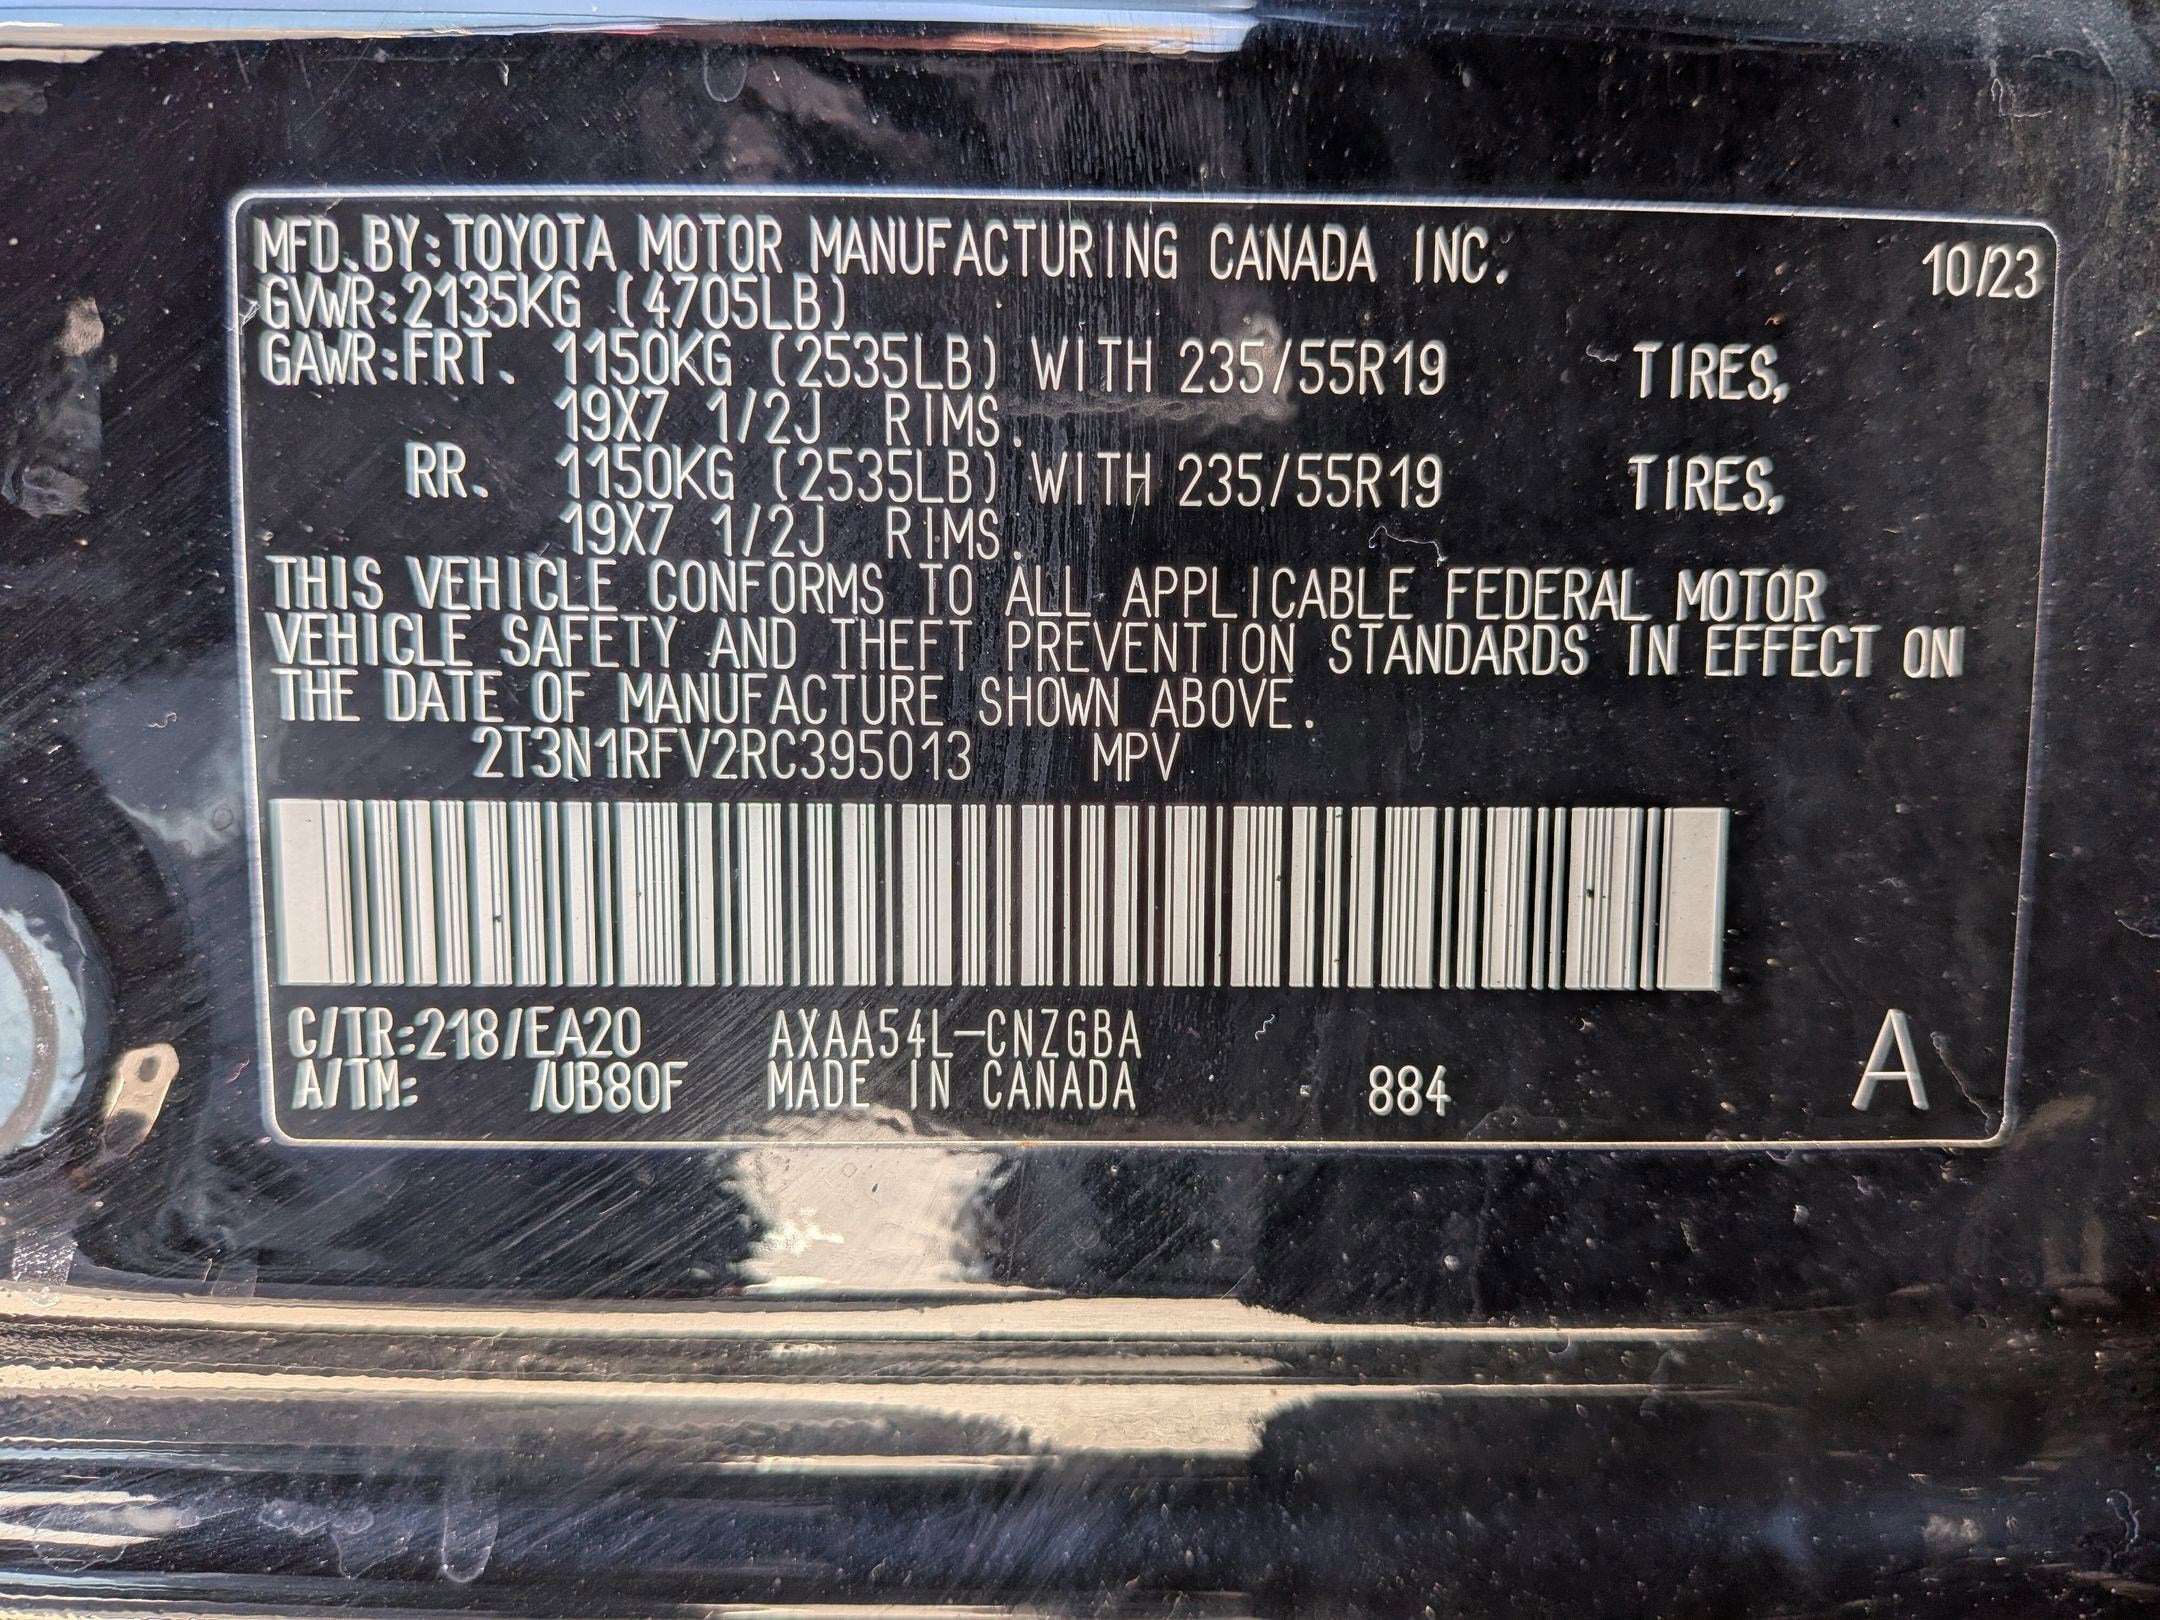 MFD. BY: TOYOTA MOTOR MANUFACTURING CANADA INC. 10/23
GVWR: 2135KG (4705LB)
GAWR: FRT. 1150KG (2535LB) WITH 235/55R19 TIRES,
19X7 1/2J RIMS.
RR. 1150KG (2535LB) WITH 235/55R19 TIRES,
19X7 1/2J RIMS.
THIS VEHICLE CONFORMS TO ALL APPLICABLE FEDERAL MOTOR
VEHICLE SAFETY AND THEFT PREVENTION STANDARDS IN EFFECT ON
THE DATE OF MANUFACTURE SHOWN ABOVE.
2T3N1RFV2RC395013 MPV
C/TR: 218/EA20 AXAA54L-CNZGBA
A/TM: /UB80F MADE IN CANADA 884 A